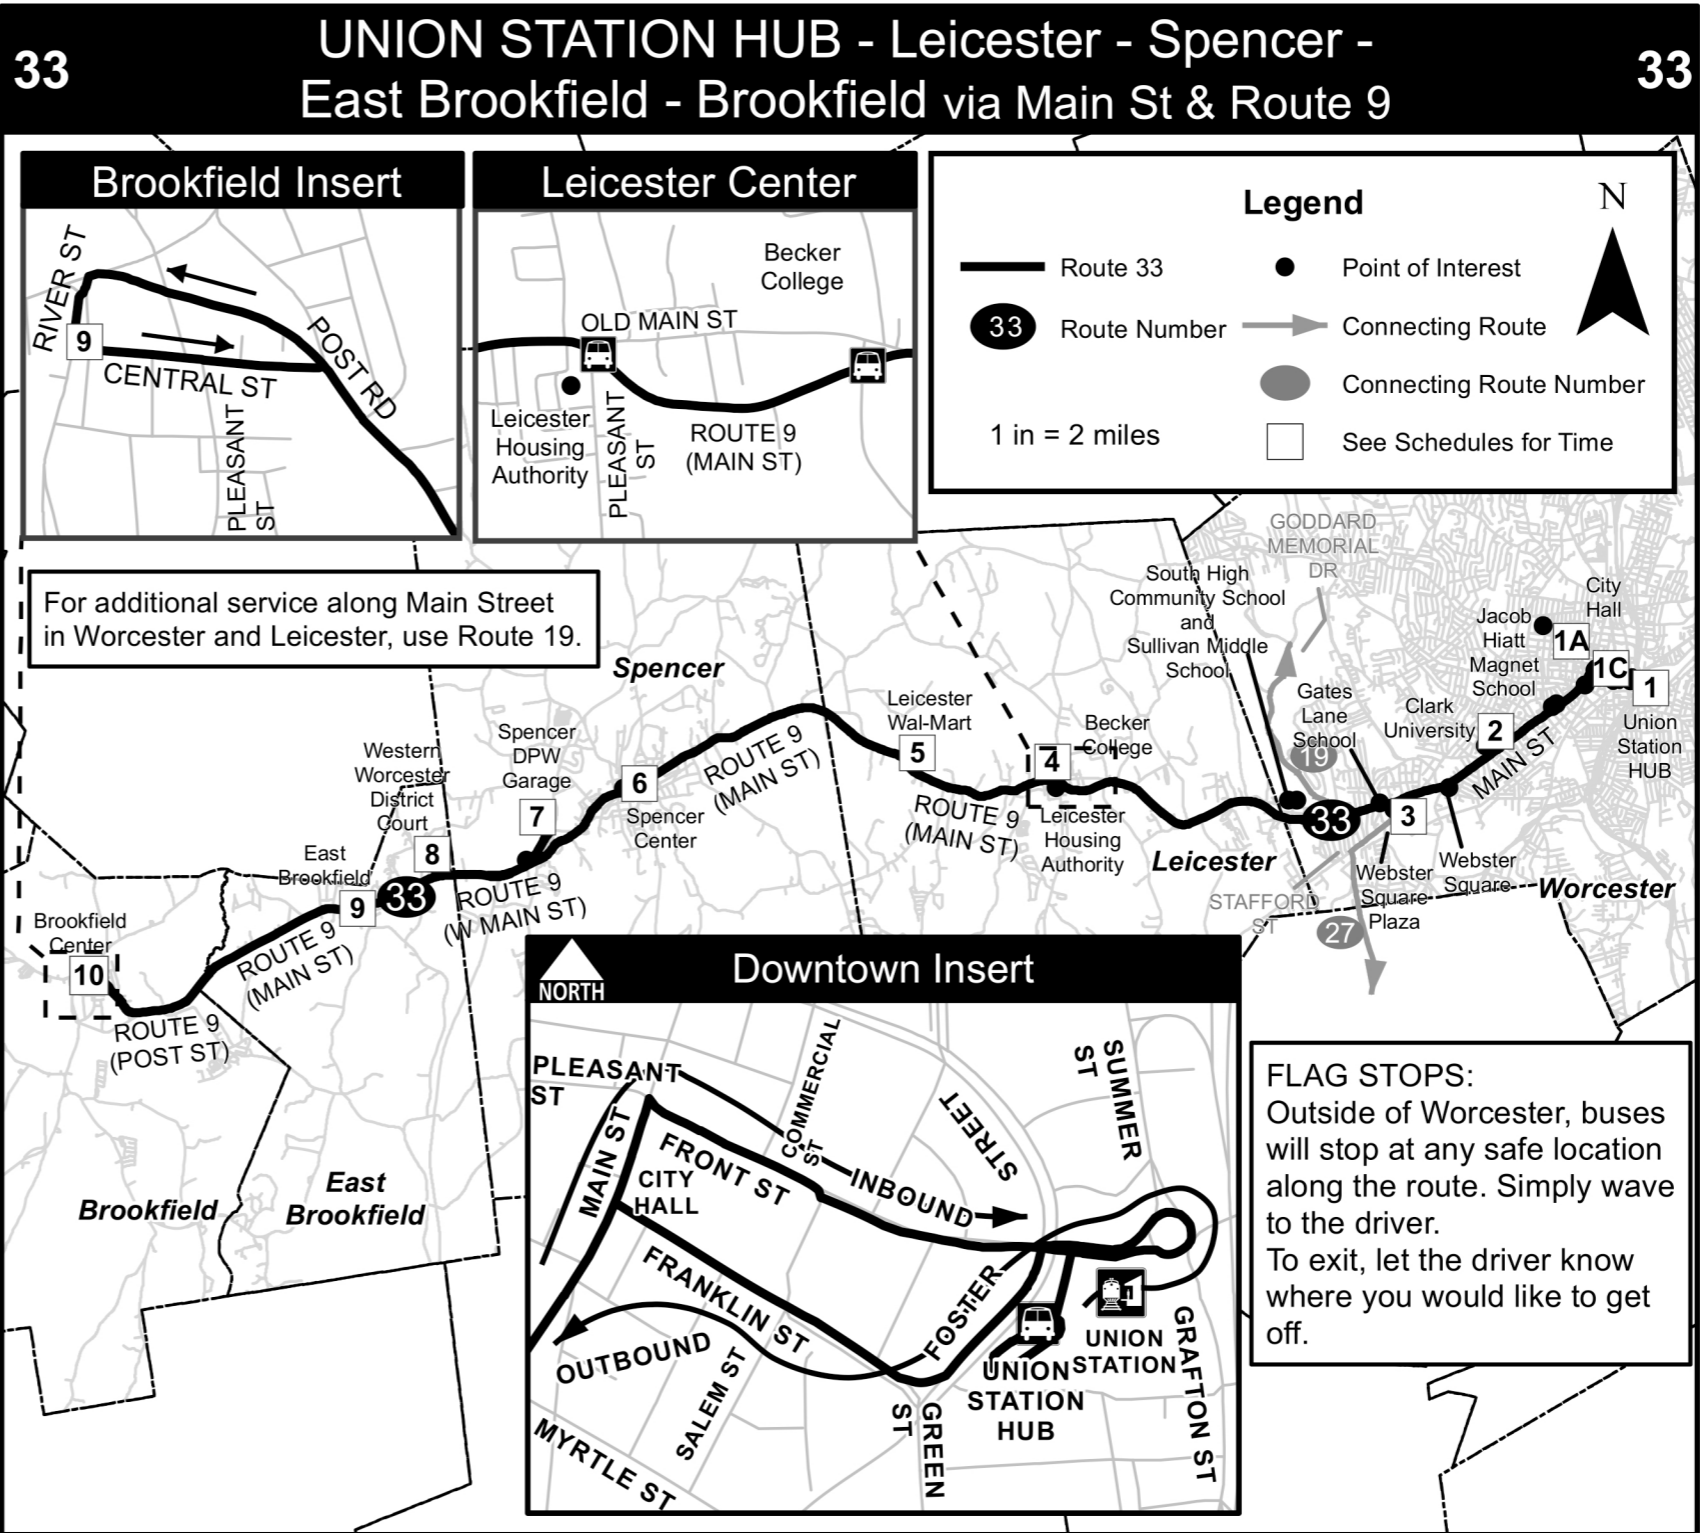 33
UNION STATION HUB - Leicester - Spencer -
East Brookfield - Brookfield via Main St & Route 9
33
Brookfield Insert
RIVER ST
9
CENTRAL ST
POST RD
PLEASANT
ST
Leicester Center
Becker
College
OLD MAIN ST
Leicester
Housing
Authority
PLEASANT
ST
ROUTE 9
(MAIN ST)
Legend
N
Route 33
Point of Interest
33
Route Number
Connecting Route
Connecting Route Number
1 in = 2 miles
See Schedules for Time
For additional service along Main Street
in Worcester and Leicester, use Route 19.
GODDARD
MEMORIAL
DR
South High
Community School
and
Sullivan Middle
School
City
Hall
Jacob
Hiatt
Magnet
School
1A
1C
1
Union
Station
HUB
Gates
Lane
School
Clark
University
2
MAIN ST
19
33
3
Webster
Square
Webster
Square
Plaza
Worcester
STAFFORD
ST
27
Leicester
Becker
College
4
Leicester
Housing
Authority
Leicester
Wal-Mart
5
ROUTE 9
(MAIN ST)
Spencer
ROUTE 9
(MAIN ST)
6
Spencer
Center
Spencer
DPW
Garage
7
Western
Worcester
District
Court
8
ROUTE 9
(W MAIN ST)
East
Brookfield
9
33
ROUTE 9
(MAIN ST)
Brookfield
Center
10
ROUTE 9
(POST ST)
Brookfield
East
Brookfield
NORTH
Downtown Insert
PLEASANT
ST
MAIN ST
COMMERCIAL
ST
STREET
SUMMER
ST
FRONT ST
CITY
HALL
INBOUND
FRANKLIN ST
FOSTER
OUTBOUND
SALEM ST
MYRTLE ST
GREEN
ST
1
UNION
STATION
UNION
STATION
HUB
GRAFTON ST
FLAG STOPS:
Outside of Worcester, buses
will stop at any safe location
along the route. Simply wave
to the driver.
To exit, let the driver know
where you would like to get
off.